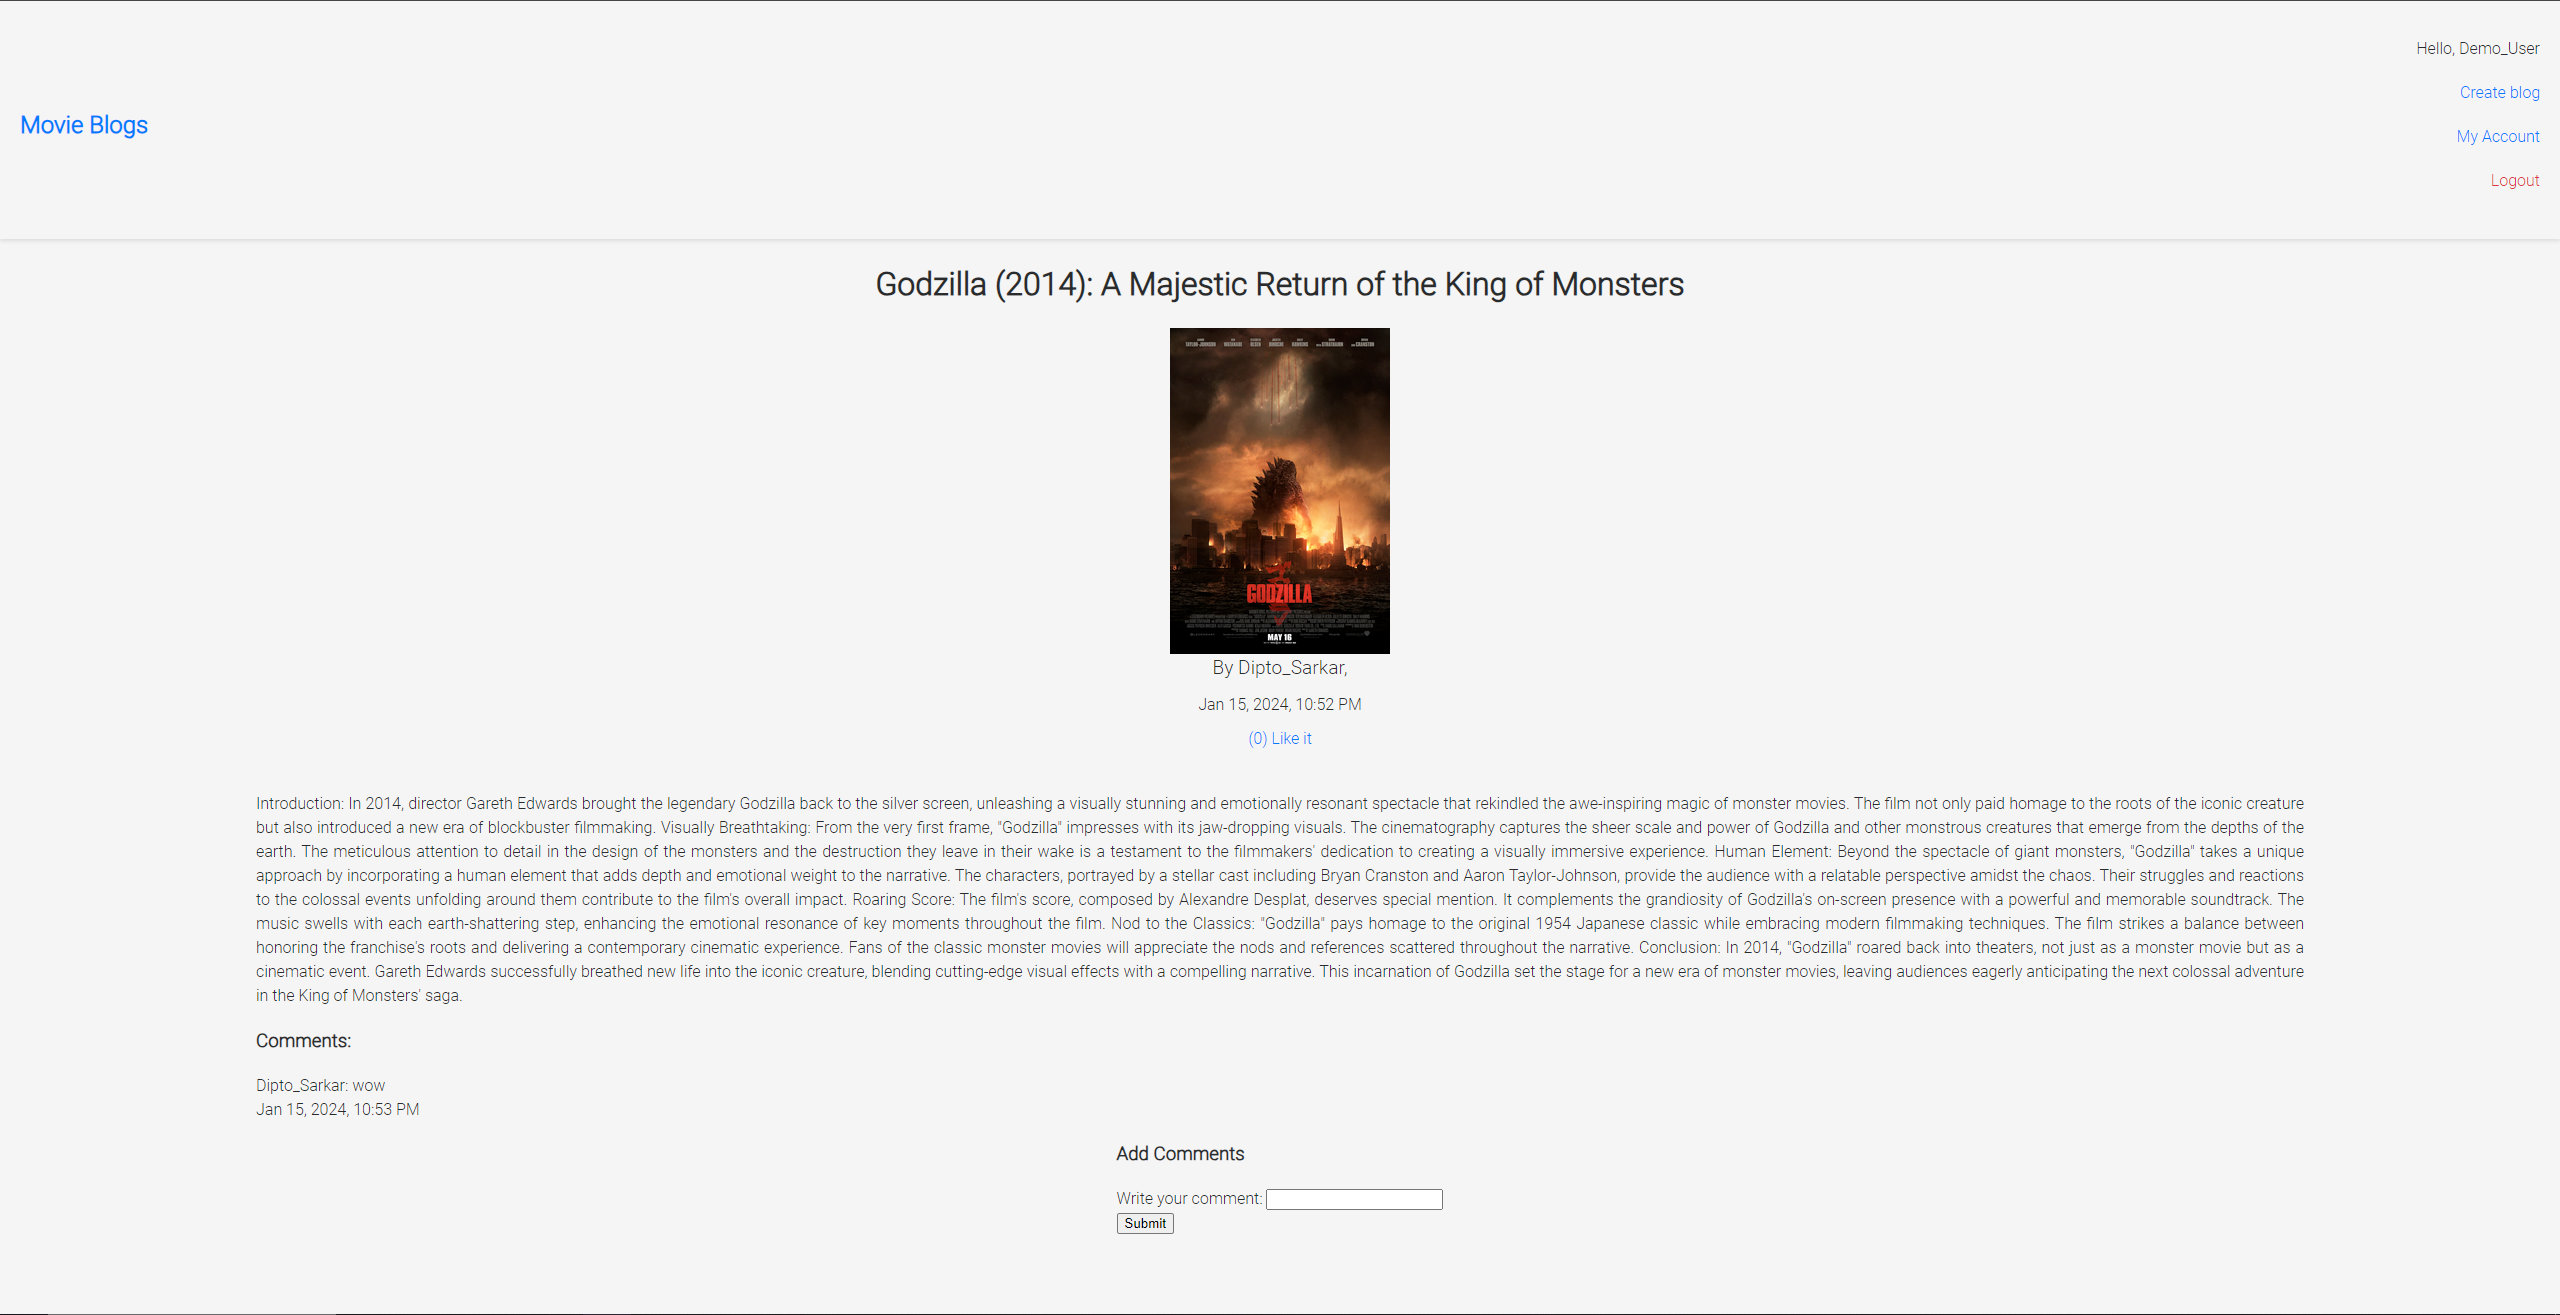 Hello, Demo_User
Create blog
Movie Blogs
My Account
Logout
Godzilla (2014): A Majestic Return of the King of Monsters
TAYLOR-JOHNSON WATANABE OLSEN BINOCHE HAWKINS STRATHAIRN CRANSTON
GODZILLA
MAY 16
By Dipto_Sarkar,
Jan 15, 2024, 10:52 PM
(0) Like it
Introduction: In 2014, director Gareth Edwards brought the legendary Godzilla back to the silver screen, unleashing a visually stunning and emotionally resonant spectacle that rekindled the awe-inspiring magic of monster movies. The film not only paid homage to the roots of the iconic creature
but also introduced a new era of blockbuster filmmaking. Visually Breathtaking: From the very first frame, "Godzilla" impresses with its jaw-dropping visuals. The cinematography captures the sheer scale and power of Godzilla and other monstrous creatures that emerge from the depths of the
earth. The meticulous attention to detail in the design of the monsters and the destruction they leave in their wake is a testament to the filmmakers' dedication to creating a visually immersive experience. Human Element: Beyond the spectacle of giant monsters, "Godzilla" takes a unique
approach by incorporating a human element that adds depth and emotional weight to the narrative. The characters, portrayed by a stellar cast including Bryan Cranston and Aaron Taylor-Johnson, provide the audience with a relatable perspective amidst the chaos. Their struggles and reactions
to the colossal events unfolding around them contribute to the film's overall impact. Roaring Score: The film's score, composed by Alexandre Desplat, deserves special mention. It complements the grandiosity of Godzilla's on-screen presence with a powerful and memorable soundtrack. The
music swells with each earth-shattering step, enhancing the emotional resonance of key moments throughout the film. Nod to the Classics: "Godzilla" pays homage to the original 1954 Japanese classic while embracing modern filmmaking techniques. The film strikes a balance between
honoring the franchise's roots and delivering a contemporary cinematic experience. Fans of the classic monster movies will appreciate the nods and references scattered throughout the narrative. Conclusion: In 2014, "Godzilla" roared back into theaters, not just as a monster movie but as a
cinematic event. Gareth Edwards successfully breathed new life into the iconic creature, blending cutting-edge visual effects with a compelling narrative. This incarnation of Godzilla set the stage for a new era of monster movies, leaving audiences eagerly anticipating the next colossal adventure
in the King of Monsters' saga.
Comments:
Dipto_Sarkar: wow
Jan 15, 2024, 10:53 PM
Add Comments
Write your comment:
Submit